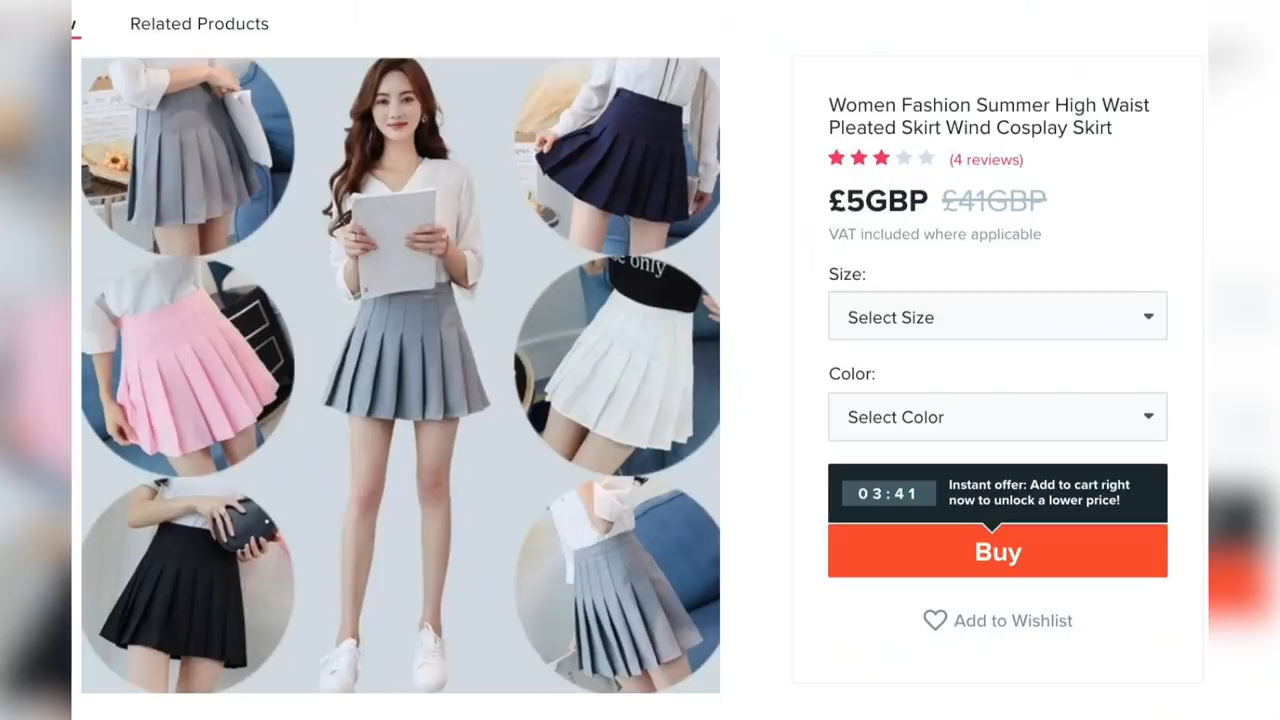 Related Products
Women Fashion Summer High Waist
Pleated Skirt Wind Cosplay Skirt
(4 reviews)
£5GBP £41GBP
VAT included where applicable
Size:
Select Size
Color:
Select Color
03:41
Instant offer: Add to cart right
now to unlock a lower price!
Buy
Add to Wishlist
only